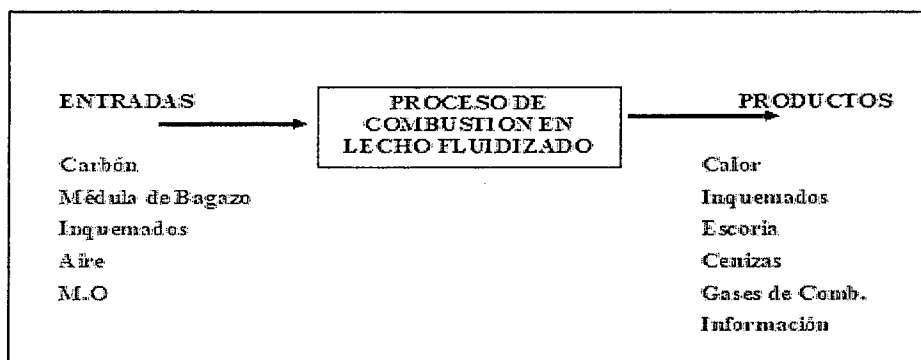 ENTRADAS
PROCESO DE
COMBUSTION EN
LECHO FLUIDIZADO
PRODUCTOS
Carbón
Médula de Bagazo
Inquemados
Aire
M.O
Calor
Inquemados
Escoria
Cenizas
Gases de Comb.
Información